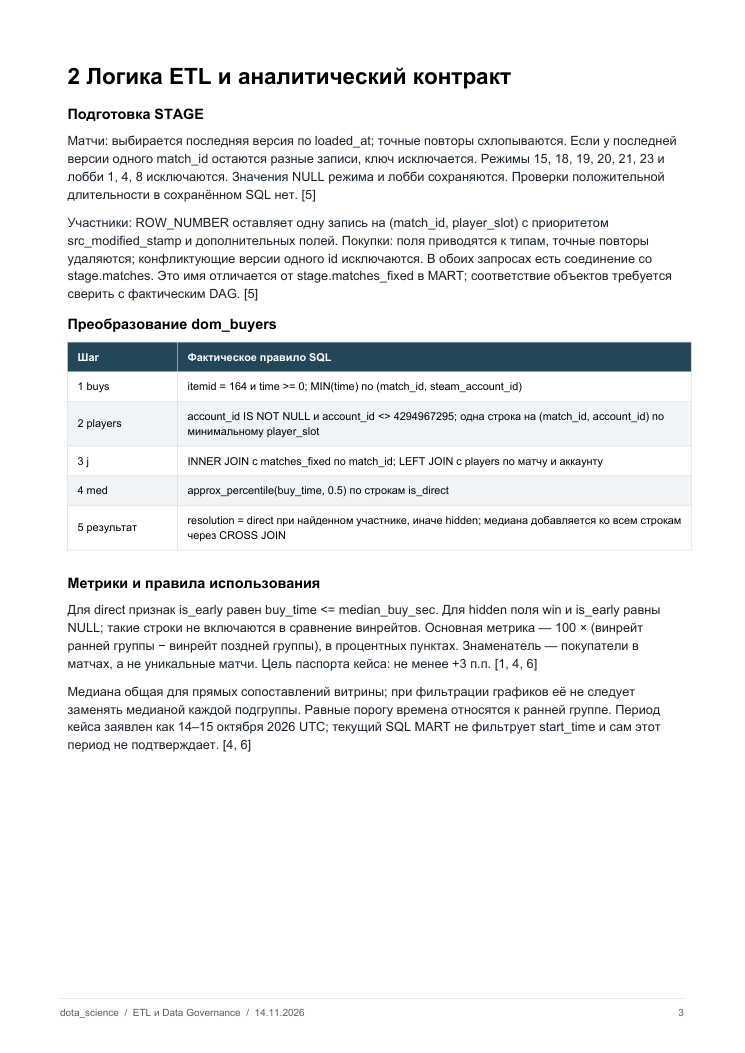 2 Логика ETL и аналитический контракт
Подготовка STAGE
Матчи: выбирается последняя версия по loaded_at; точные повторы схлопываются. Если у последней
версии одного match_id остаются разные записи, ключ исключается. Режимы 15, 18, 19, 20, 21, 23 и
лобби 1, 4, 8 исключаются. Значения NULL режима и лобби сохраняются. Проверки положительной
длительности в сохранённом SQL нет. [5]
Участники: ROW_NUMBER оставляет одну запись на (match_id, player_slot) с приоритетом
src_modified_stamp и дополнительных полей. Покупки: поля приводятся к типам, точные повторы
удаляются; конфликтующие версии одного id исключаются. В обоих запросах есть соединение со
stage.matches. Это имя отличается от stage.matches_fixed в MART; соответствие объектов требуется
сверить с фактическим DAG. [5]
Преобразование dom_buyers
Шаг Фактическое правило SQL
1 buys itemid = 164 и time >= 0; MIN(time) по (match_id, steam_account_id)
2 players account_id IS NOT NULL и account_id <> 4294967295; одна строка на (match_id, account_id) по
минимальному player_slot
3 j INNER JOIN с matches_fixed по match_id; LEFT JOIN с players по матчу и аккаунту
4 med approx_percentile(buy_time, 0.5) по строкам is_direct
5 результат resolution = direct при найденном участнике, иначе hidden; медиана добавляется ко всем строкам
через CROSS JOIN
Метрики и правила использования
Для direct признак is_early равен buy_time <= median_buy_sec. Для hidden поля win и is_early равны
NULL; такие строки не включаются в сравнение винрейтов. Основная метрика — 100 × (винрейт
ранней группы − винрейт поздней группы), в процентных пунктах. Знаменатель — покупатели в
матчах, а не уникальные матчи. Цель паспорта кейса: не менее +3 п.п. [1, 4, 6]
Медиана общая для прямых сопоставлений витрины; при фильтрации графиков её не следует
заменять медианой каждой подгруппы. Равные порогу времена относятся к ранней группе. Период
кейса заявлен как 14–15 октября 2026 UTC; текущий SQL MART не фильтрует start_time и сам этот
период не подтверждает. [4, 6]
dota_science / ETL и Data Governance / 14.11.2026 3